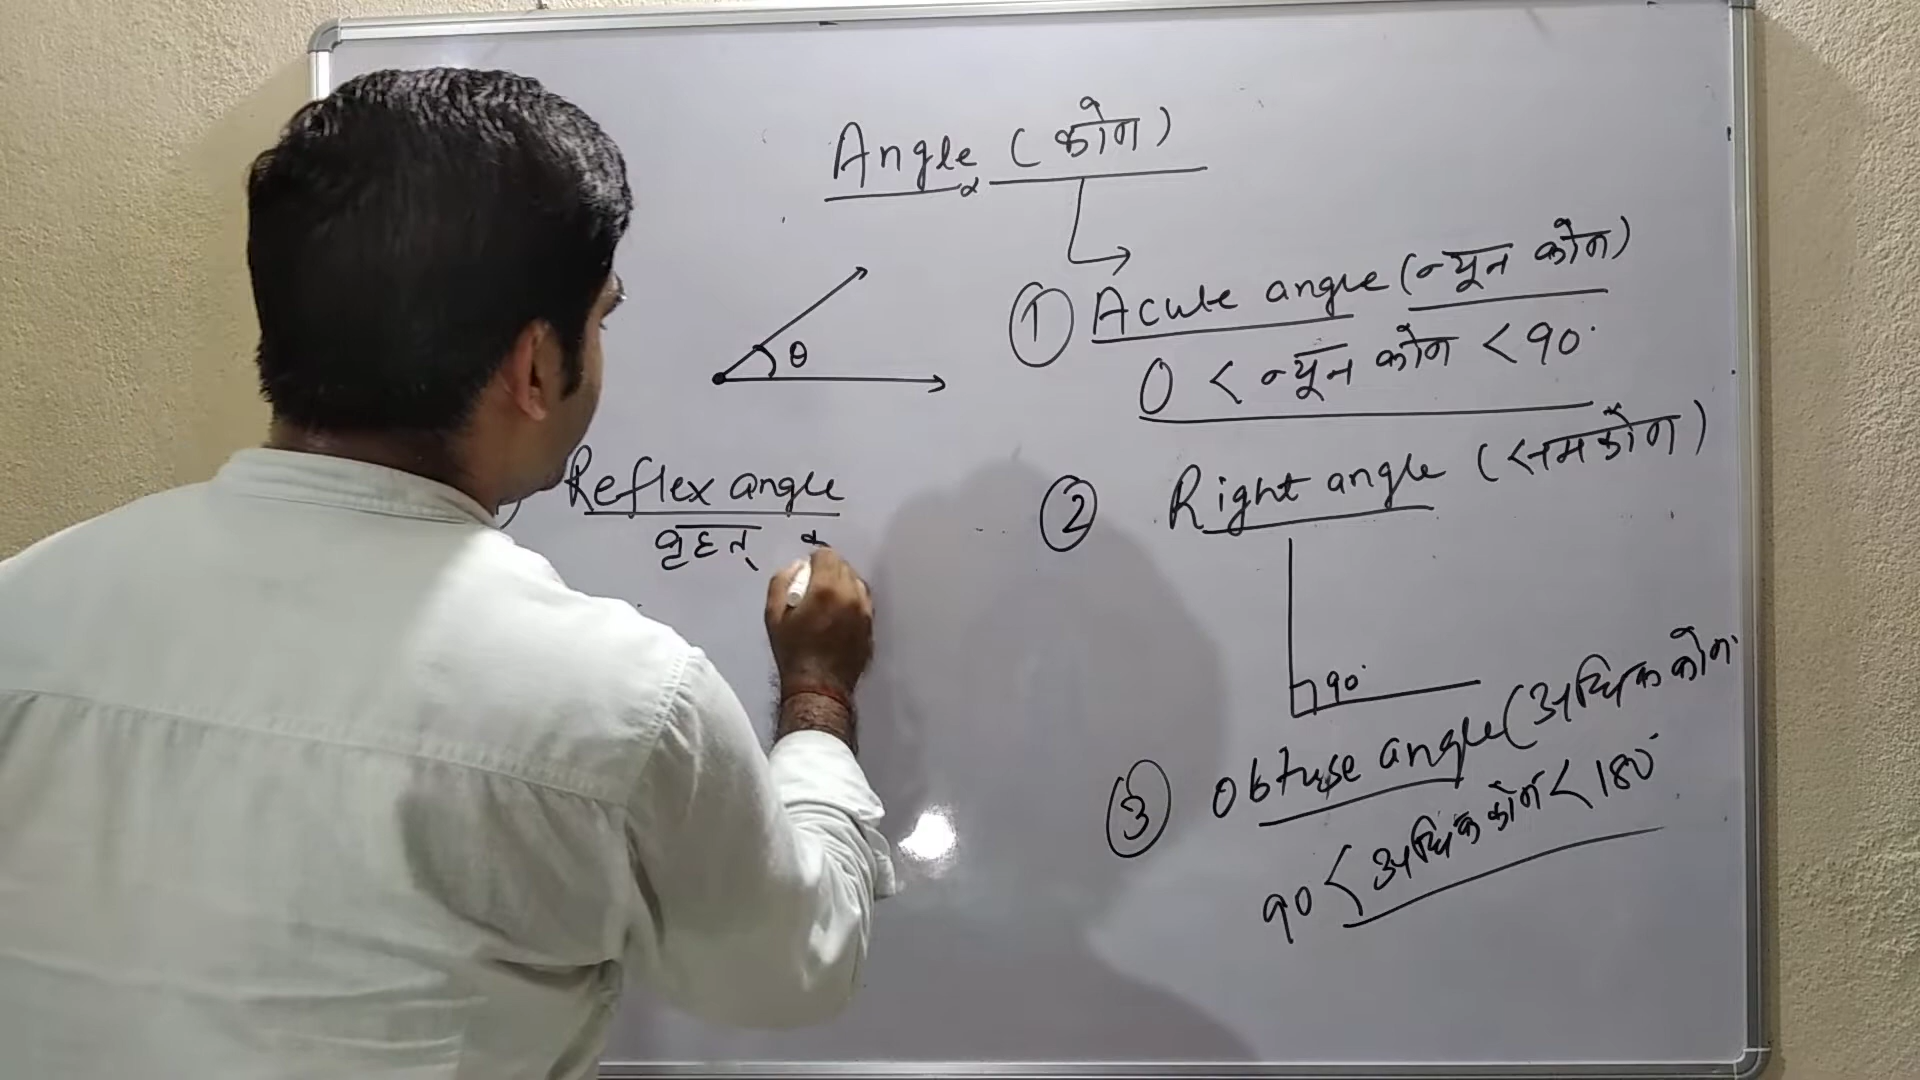 Angle (कोण)
θ
① Acute angle (न्यून कोण)
0 < न्यून कोण < 90°
② Right angle (समकोण)
90°
③ Obtuse angle (अधिक कोण
90 < अधिक कोण < 180°
Reflex angle
बृहत्